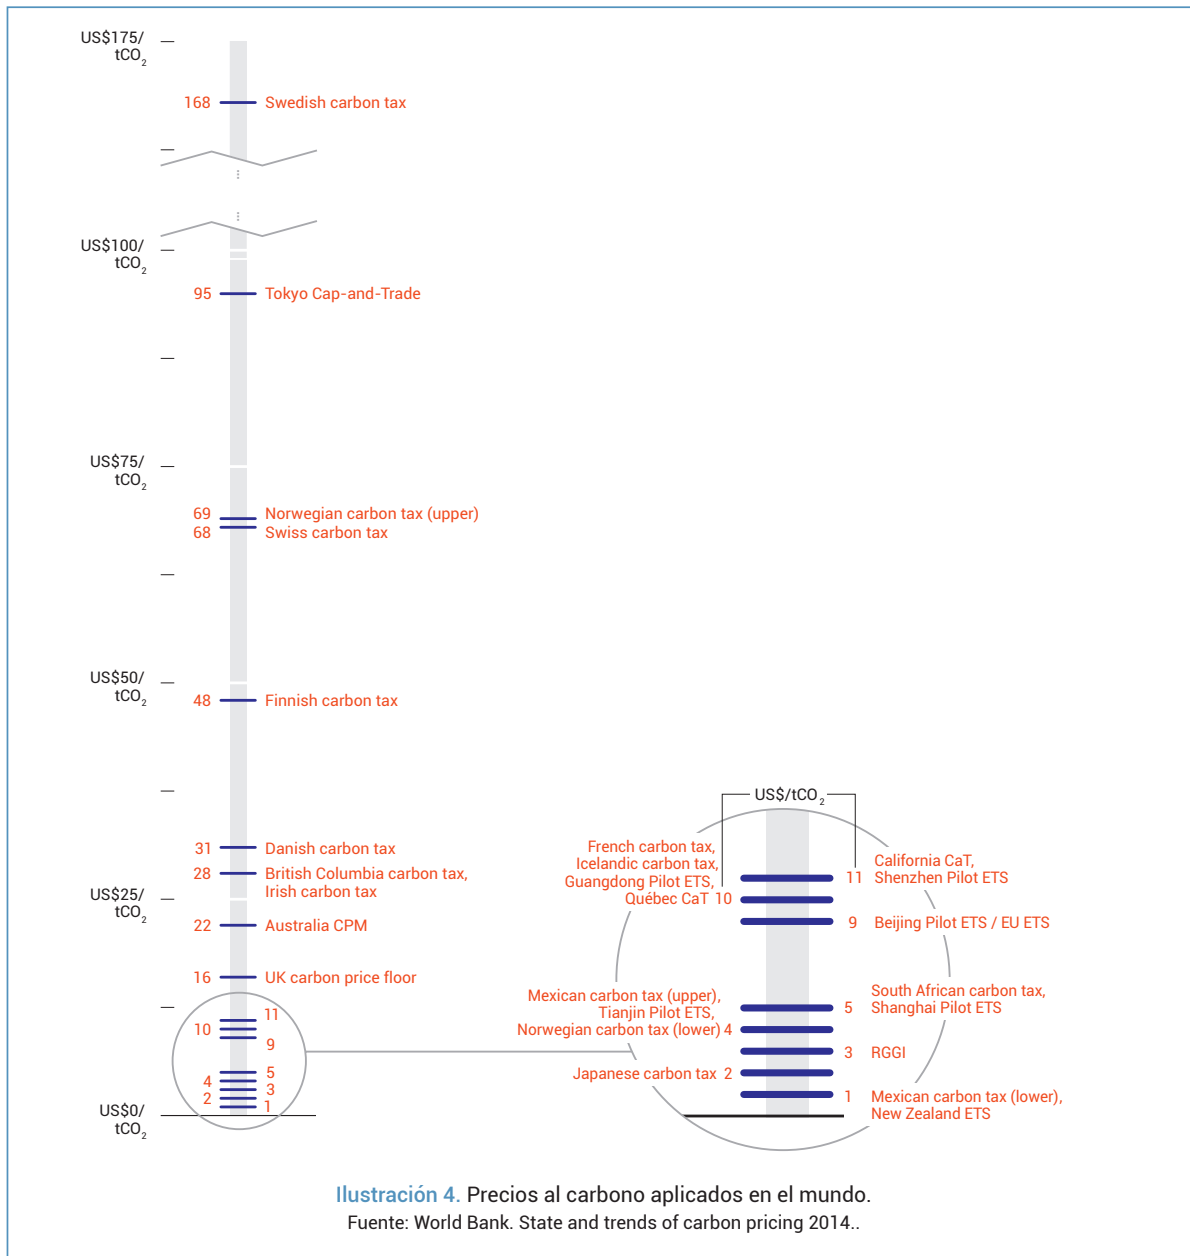 US$175/
tCO2
168 Swedish carbon tax
US$100/
tCO2
95 Tokyo Cap-and-Trade
US$75/
tCO2
69 Norwegian carbon tax (upper)
68 Swiss carbon tax
US$50/
tCO2
48 Finnish carbon tax
31 Danish carbon tax
28 British Columbia carbon tax,
Irish carbon tax
US$25/
tCO2
22 Australia CPM
16 UK carbon price floor
11
10
9
5
4
3
2
1
US$0/
tCO2
US$/tCO2
French carbon tax,
Icelandic carbon tax,
Guangdong Pilot ETS,
Québec CaT 10
11 California CaT,
Shenzhen Pilot ETS
9 Beijing Pilot ETS / EU ETS
Mexican carbon tax (upper),
Tianjin Pilot ETS,
Norwegian carbon tax (lower) 4
5 South African carbon tax,
Shanghai Pilot ETS
3 RGGI
Japanese carbon tax 2
1 Mexican carbon tax (lower),
New Zealand ETS
Ilustración 4. Precios al carbono aplicados en el mundo.
Fuente: World Bank. State and trends of carbon pricing 2014..